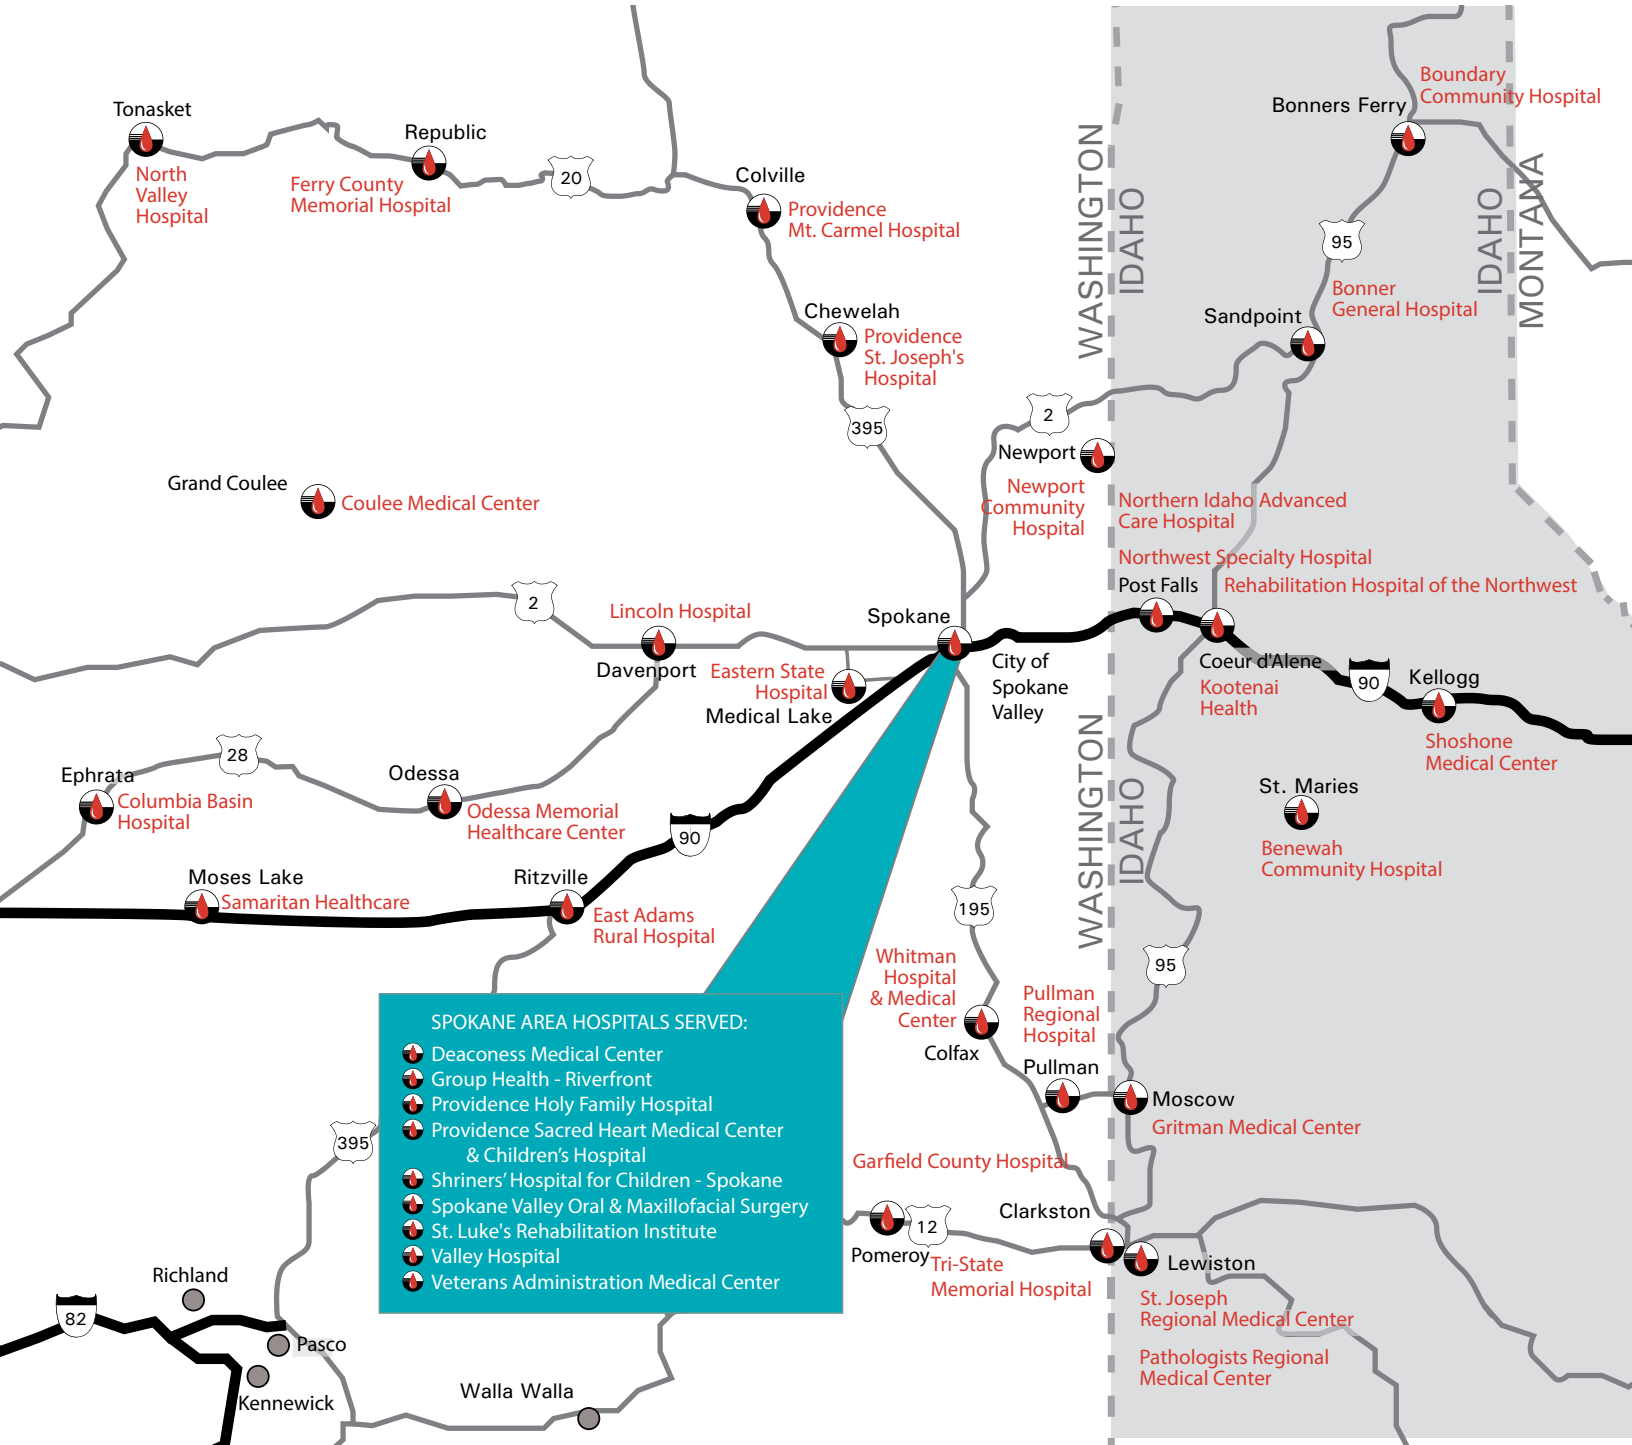 Boundary
Community Hospital
Bonners Ferry
Tonasket
North
Valley
Hospital
Republic
Ferry County
Memorial Hospital
20
Colville
Providence
Mt. Carmel Hospital
WASHINGTON
IDAHO
IDAHO
MONTANA
95
Bonner
General Hospital
Sandpoint
Chewelah
Providence
St. Joseph's
Hospital
395
2
Newport
Newport
Community
Hospital
Grand Coulee
Coulee Medical Center
Northern Idaho Advanced
Care Hospital
Northwest Specialty Hospital
Post Falls
Rehabilitation Hospital of the Northwest
2
Lincoln Hospital
Davenport
Spokane
City of
Spokane
Valley
Eastern State
Hospital
Medical Lake
Coeur d'Alene
Kootenai
Health
90
Kellogg
Shoshone
Medical Center
WASHINGTON
IDAHO
28
Ephrata
Columbia Basin
Hospital
Odessa
Odessa Memorial
Healthcare Center
90
St. Maries
Benewah
Community Hospital
Moses Lake
Samaritan Healthcare
Ritzville
East Adams
Rural Hospital
195
95
Whitman
Hospital
& Medical
Center
Colfax
Pullman
Regional
Hospital
Pullman
Moscow
Gritman Medical Center
SPOKANE AREA HOSPITALS SERVED:
Deaconess Medical Center
Group Health - Riverfront
Providence Holy Family Hospital
Providence Sacred Heart Medical Center
& Children's Hospital
Shriners' Hospital for Children - Spokane
Spokane Valley Oral & Maxillofacial Surgery
St. Luke's Rehabilitation Institute
Valley Hospital
Veterans Administration Medical Center
395
Garfield County Hospital
Clarkston
12
Pomeroy
Tri-State
Memorial Hospital
Lewiston
St. Joseph
Regional Medical Center
Pathologists Regional
Medical Center
Richland
82
Pasco
Kennewick
Walla Walla